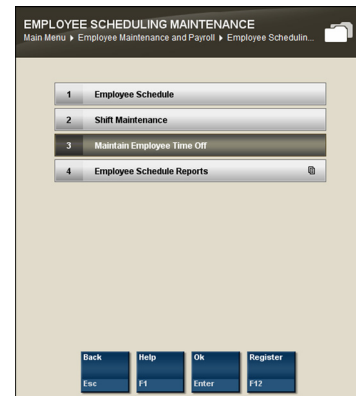 EMPLOYEE SCHEDULING MAINTENANCE
Main Menu ▸ Employee Maintenance and Payroll ▸ Employee Schedulin...
1 Employee Schedule
2 Shift Maintenance
3 Maintain Employee Time Off
4 Employee Schedule Reports
Back Help Ok Register
Esc F1 Enter F12